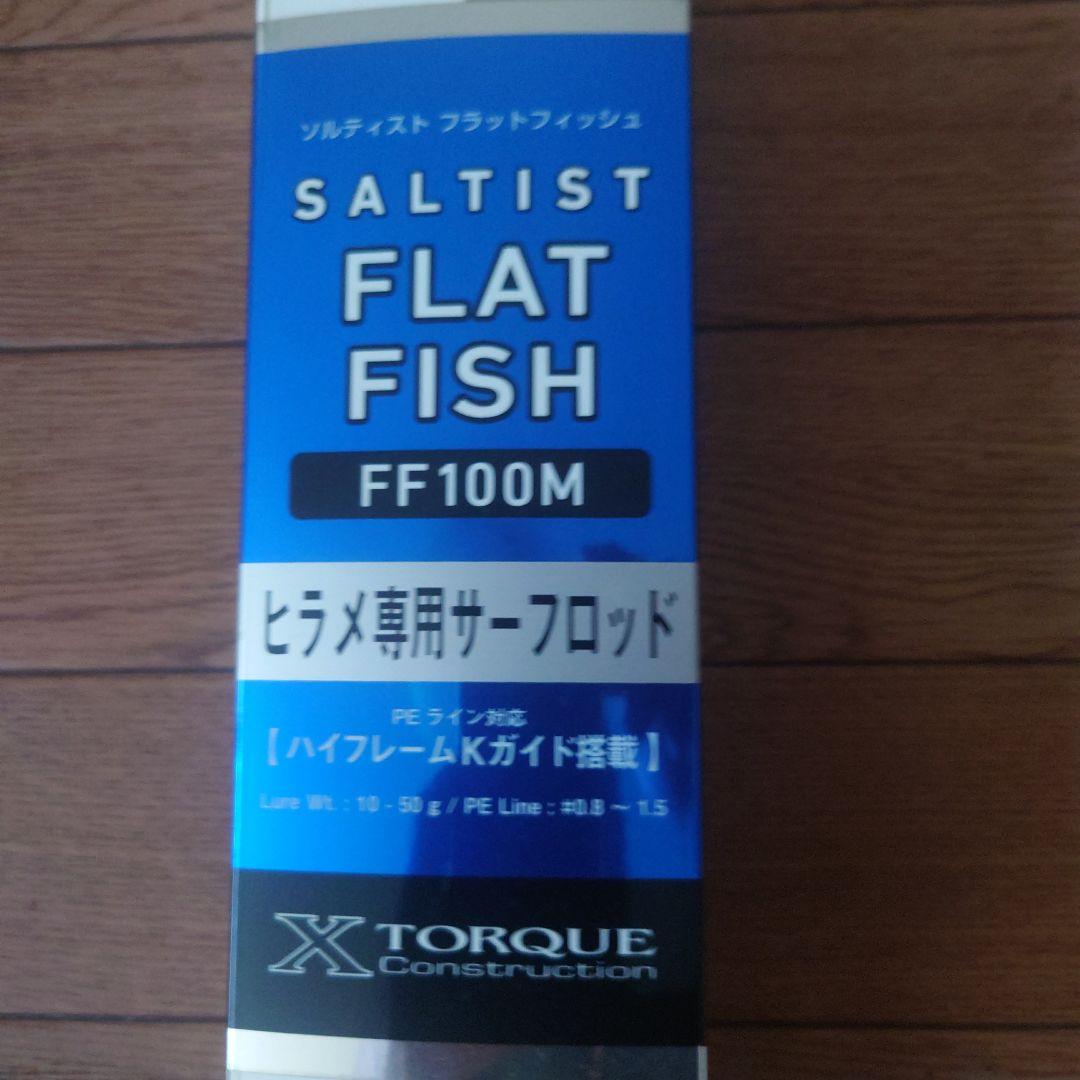 ソルティスト フラットフィッシュ
SALTIST
FLAT
FISH
FF100M
ヒラメ専用サーフロッド
PEライン対応
【ハイフレームKガイド搭載】
Lure Wt. : 10 - 50 g / PE Line : #0.8 ～ 1.5
X TORQUE
Construction